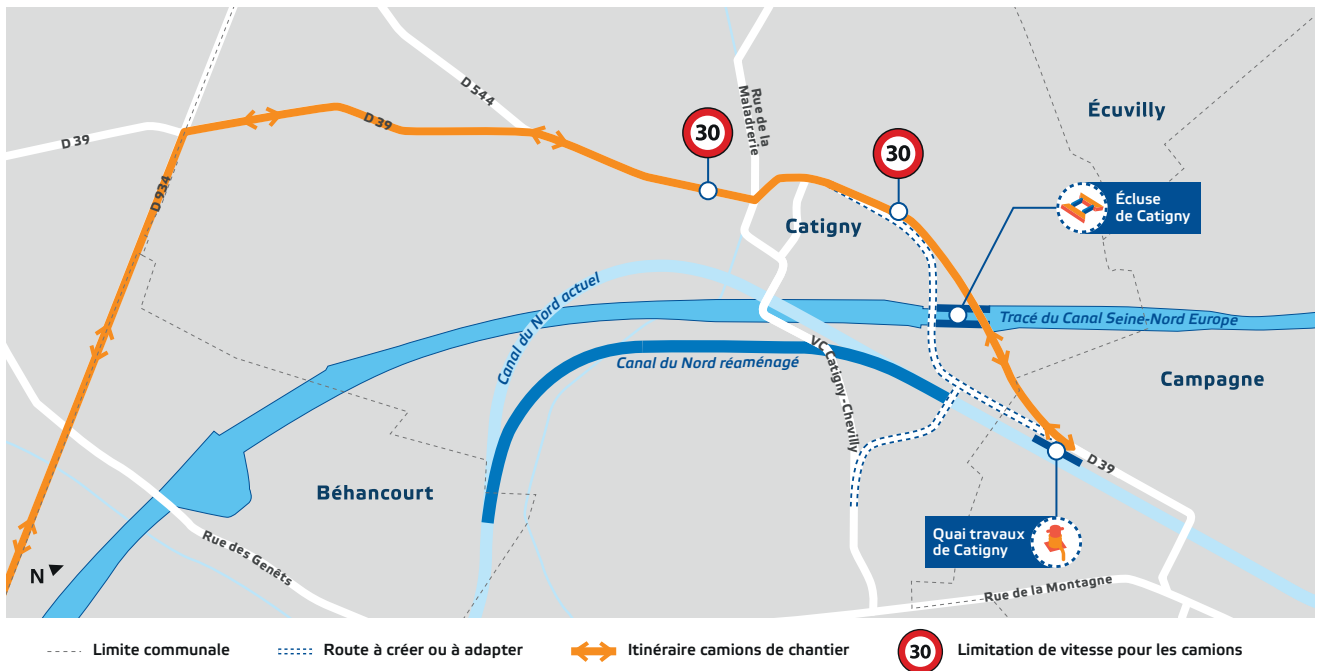 D 544
Rue de la
Maladrerie
30
30
Écuvilly
D 39
D 39
D 934
Écluse
de Catigny
Catigny
Canal du Nord actuel
Tracé du Canal Seine-Nord Europe
VC Catigny-Chevilly
Canal du Nord réaménagé
Campagne
D 39
Béhancourt
Quai travaux
de Catigny
Rue des Genêts
N
Rue de la Montagne
Limite communale
Route à créer ou à adapter
Itinéraire camions de chantier
30
Limitation de vitesse pour les camions